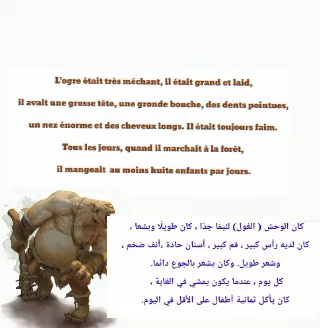 L'ogre était très méchant, il était grand et laid,
il avait une grosse tête, une gronde bouche, des dents pointues,
un nez énorme et des cheveux longs. Il était toujours faim.
Tous les jours, quand il marchait à la forêt,
il mangeait au moins huite enfants par jours.
كان الوحش ( الغول) لئيفا جدًا ، كان طويلًا وبشعا ،
كان لديه رأس كبير ، فم كبير ، أسنان حادة ،أنف ضخم ،
وشعر طويل. وكان يشعر بالجوع دائما.
كل يوم ، عندما يكون يمشي في الغابة ،
كان يأكل ثمانية أطفال على الأقل في اليوم.